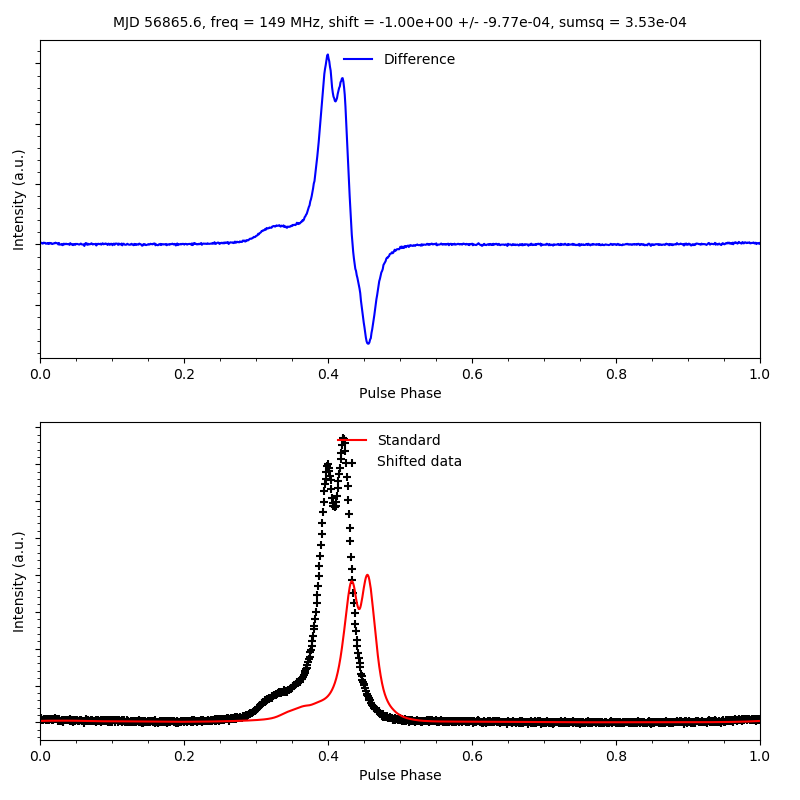 MJD 56865.6, freq = 149 MHz, shift = -1.00e+00 +/- -9.77e-04, sumsq = 3.53e-04
Intensity (a.u.)
Difference
0.0 0.2 0.4 0.6 0.8 1.0
Pulse Phase
Intensity (a.u.)
Standard
Shifted data
0.0 0.2 0.4 0.6 0.8 1.0
Pulse Phase